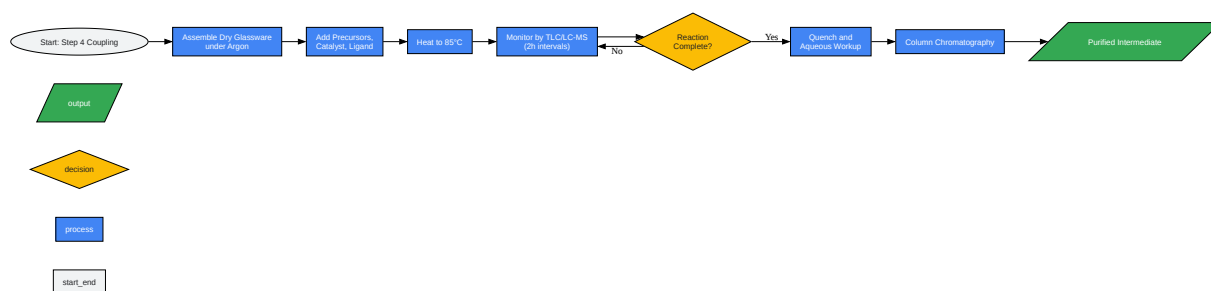 Start: Step 4 Coupling
Assemble Dry Glassware
under Argon
Add Precursors,
Catalyst, Ligand
Heat to 85°C
Monitor by TLC/LC-MS
(2h intervals)
No
Reaction
Complete?
Yes
Quench and
Aqueous Workup
Column Chromatography
Purified Intermediate
output
decision
process
start_end